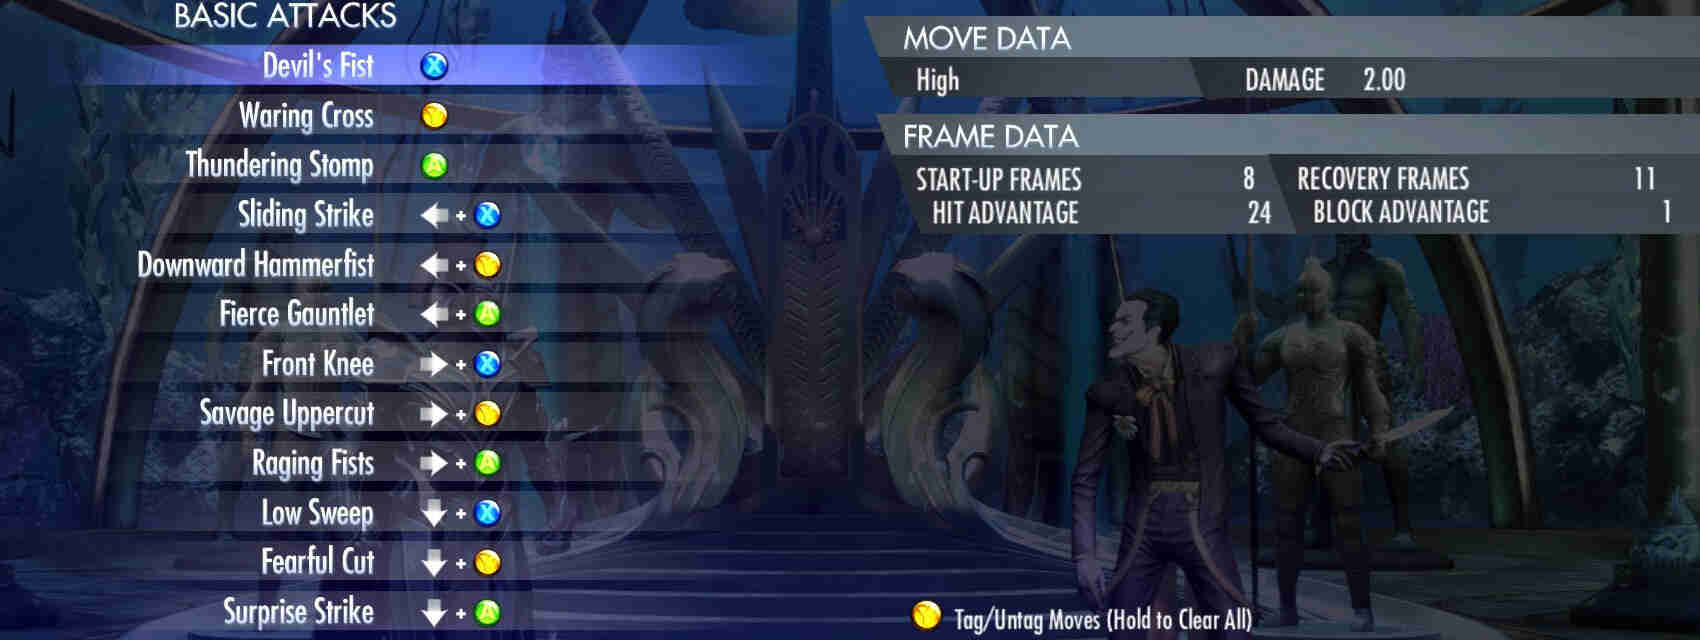 BASIC ATTACKS
Devil's Fist X
Waring Cross Y
Thundering Stomp A
Sliding Strike + X
Downward Hammerfist + Y
Fierce Gauntlet + A
Front Knee + X
Savage Uppercut + Y
Raging Fists + A
Low Sweep + X
Fearful Cut + Y
Surprise Strike + A
MOVE DATA
High DAMAGE 2.00
FRAME DATA
START-UP FRAMES 8 RECOVERY FRAMES 11
HIT ADVANTAGE 24 BLOCK ADVANTAGE 1
Y Tag/Untag Moves (Hold to Clear All)